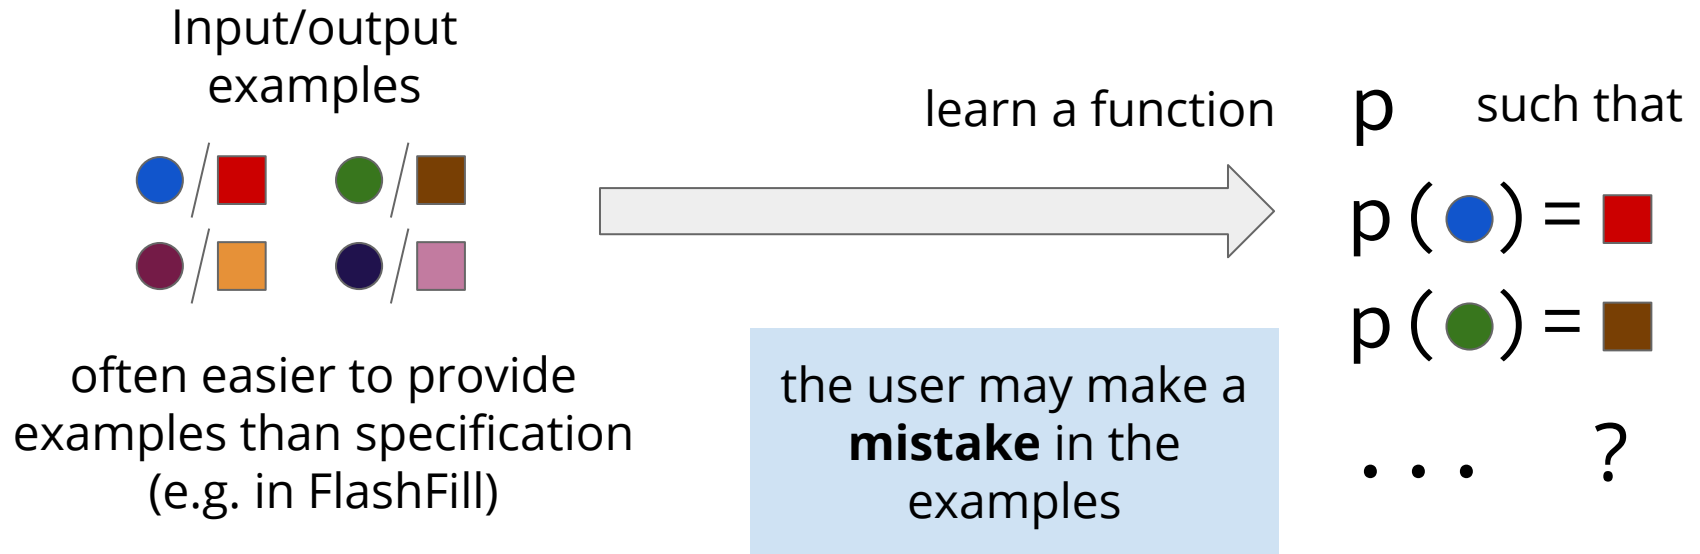 Input/output
examples
learn a function
p such that
/ /
/ /
p ( ) =
p ( ) =
. . . ?
often easier to provide
examples than specification
(e.g. in FlashFill)
the user may make a
mistake in the
examples